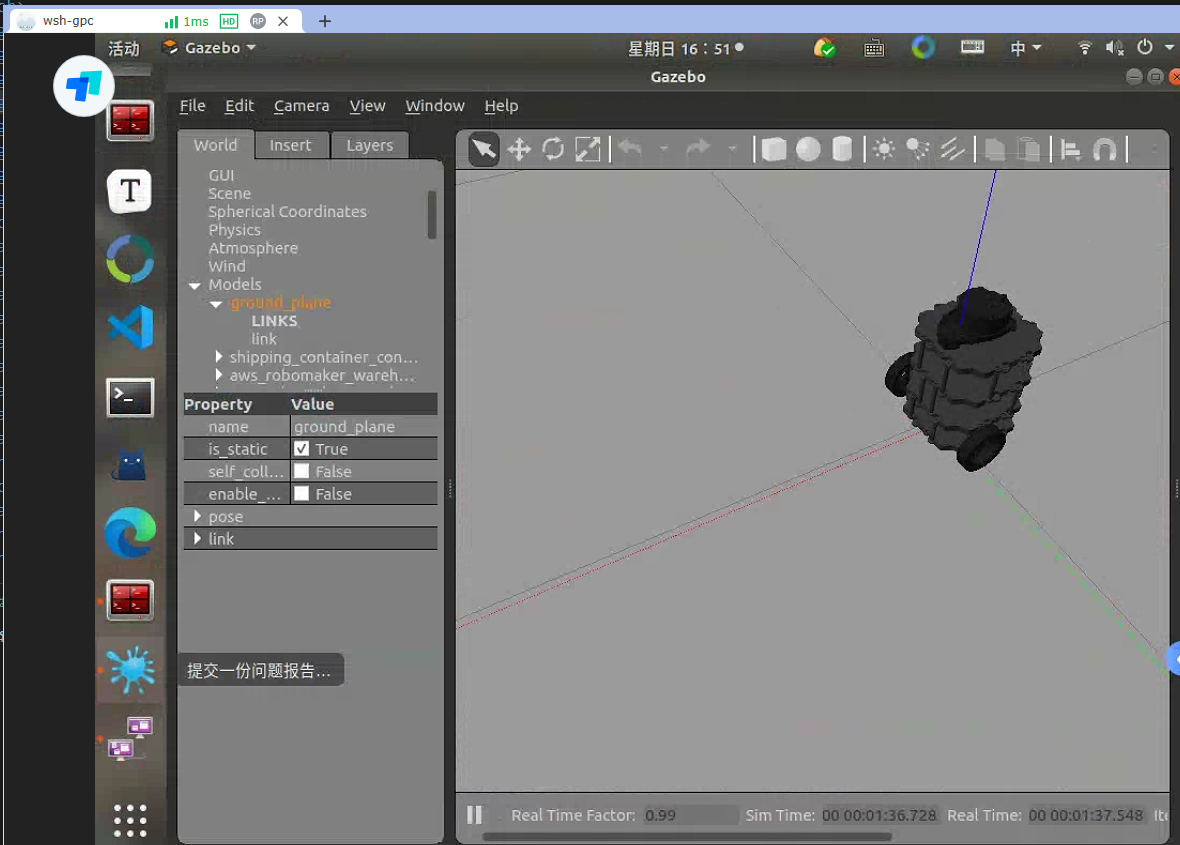 wsh-gpc 1ms HD RP
活动 Gazebo 星期日 16：51 中
Gazebo
File Edit Camera View Window Help
World Insert Layers
GUI
Scene
Spherical Coordinates
Physics
Atmosphere
Wind
Models
ground_plane
LINKS
link
shipping_container_con...
aws_robomaker_wareh...
Property Value
name ground_plane
is_static True
self_coll... False
enable_... False
pose
link
提交一份问题报告...
Real Time Factor: 0.99 Sim Time: 00 00:01:36.728 Real Time: 00 00:01:37.548 Ite